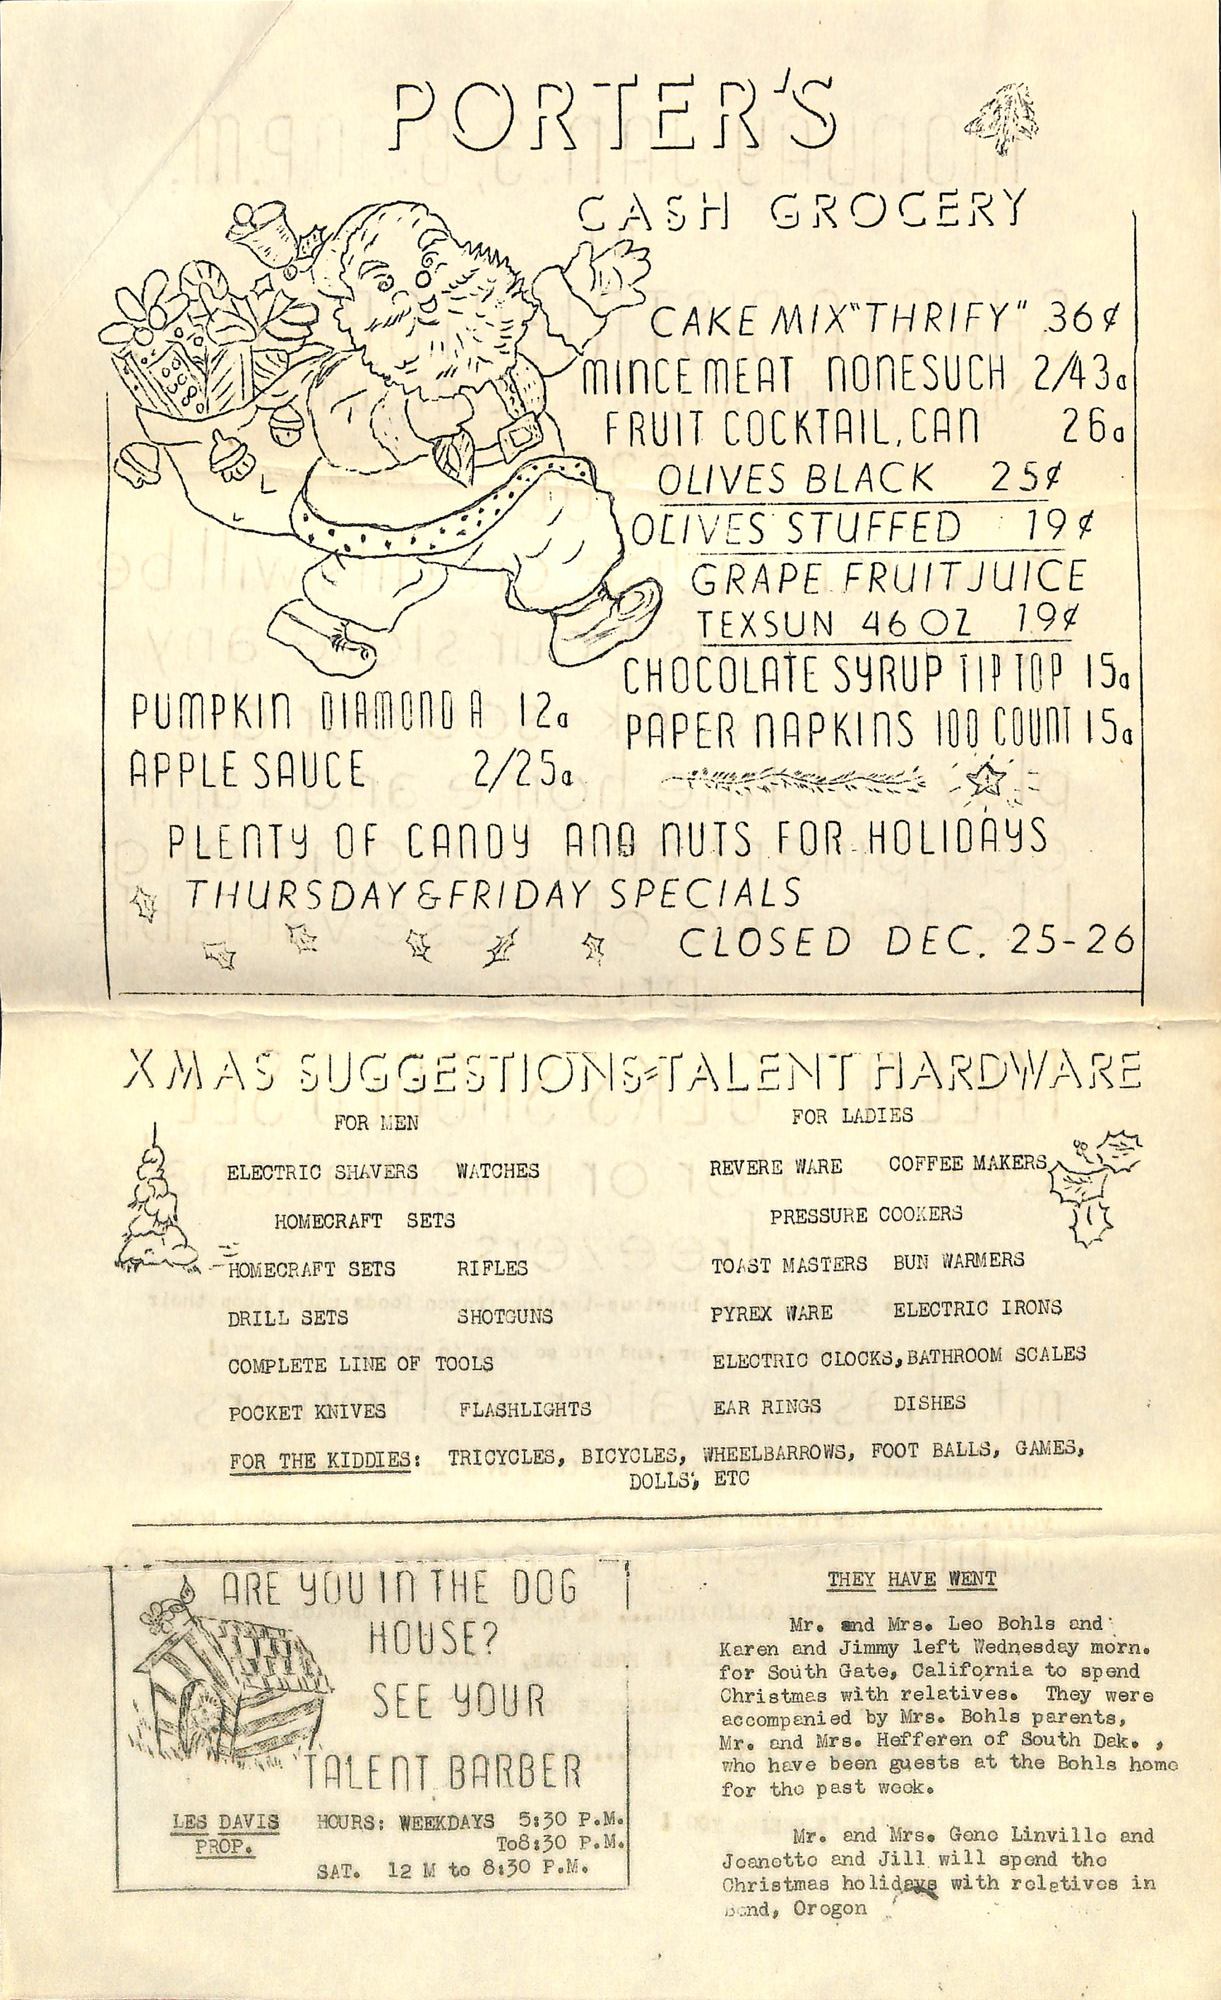 PORTER'S
CASH GROCERY
CAKE MIX "THRIFY" 36¢
MINCE MEAT NONESUCH 2/43¢
FRUIT COCKTAIL, CAN 26¢
OLIVES BLACK 25¢
OLIVES STUFFED 19¢
GRAPE FRUIT JUICE
TEXSUN 46 OZ 19¢
CHOCOLATE SYRUP TIP TOP 15¢
PAPER NAPKINS 100 COUNT 15¢
PUMPKIN DIAMOND A 12¢
APPLE SAUCE 2/25¢
PLENTY OF CANDY AND NUTS FOR HOLIDAYS
THURSDAY & FRIDAY SPECIALS
CLOSED DEC. 25-26
XMAS SUGGESTIONS=TALENT HARDWARE
FOR MEN
ELECTRIC SHAVERS WATCHES
HOMECRAFT SETS
HOMECRAFT SETS RIFLES
DRILL SETS SHOTGUNS
COMPLETE LINE OF TOOLS
POCKET KNIVES FLASHLIGHTS
FOR LADIES
REVERE WARE COFFEE MAKERS
PRESSURE COOKERS
TOAST MASTERS BUN WARMERS
PYREX WARE ELECTRIC IRONS
ELECTRIC CLOCKS, BATHROOM SCALES
EAR RINGS DISHES
FOR THE KIDDIES: TRICYCLES, BICYCLES, WHEELBARROWS, FOOT BALLS, GAMES,
DOLLS, ETC
ARE YOU IN THE DOG
HOUSE?
SEE YOUR
TALENT BARBER
LES DAVIS
PROP.
HOURS: WEEKDAYS 5:30 P.M.
To8:30 P.M.
SAT. 12 M to 8:30 P.M.
THEY HAVE WENT
Mr. and Mrs. Leo Bohls and
Karen and Jimmy left Wednesday morn.
for South Gate, California to spend
Christmas with relatives. They were
accompanied by Mrs. Bohls parents,
Mr. and Mrs. Hefferen of South Dak. ,
who have been guests at the Bohls home
for the past week.
Mr. and Mrs. Gene Linville and
Jeanette and Jill will spend the
Christmas holidays with relatives in
Bend, Oregon